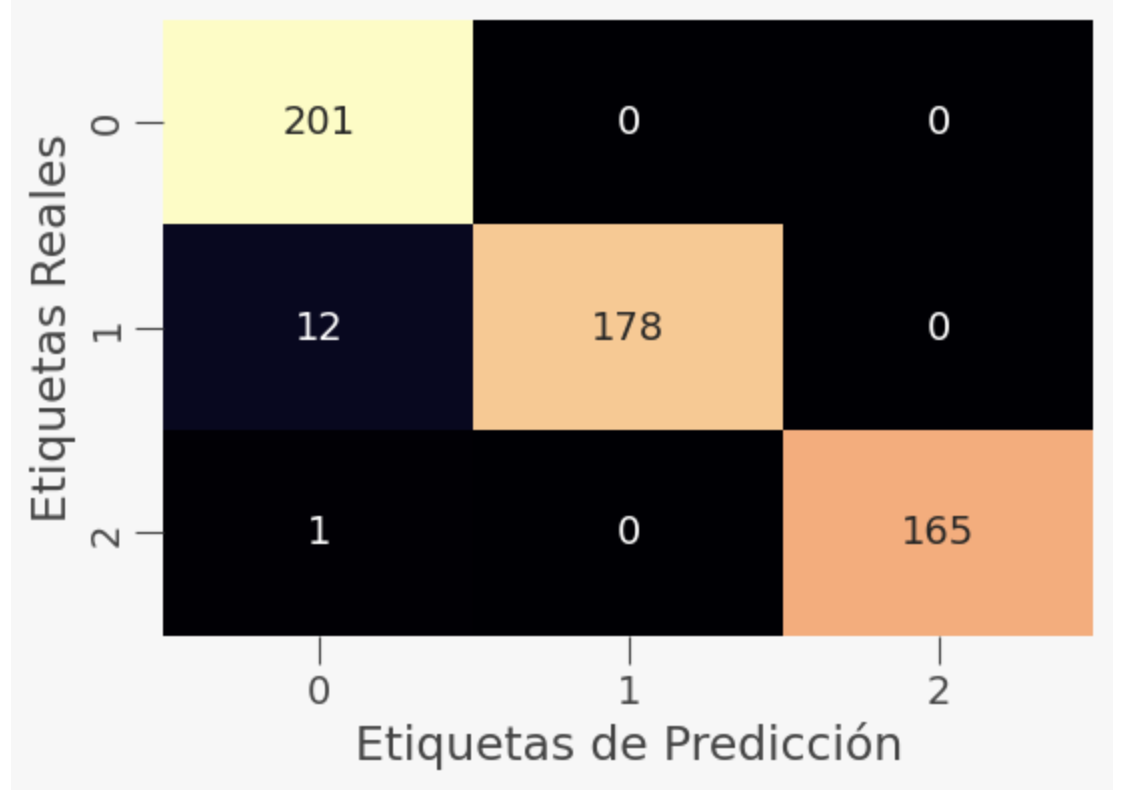 Etiquetas Reales
0 201 0 0
1 12 178 0
2 1 0 165
0 1 2
Etiquetas de Predicción